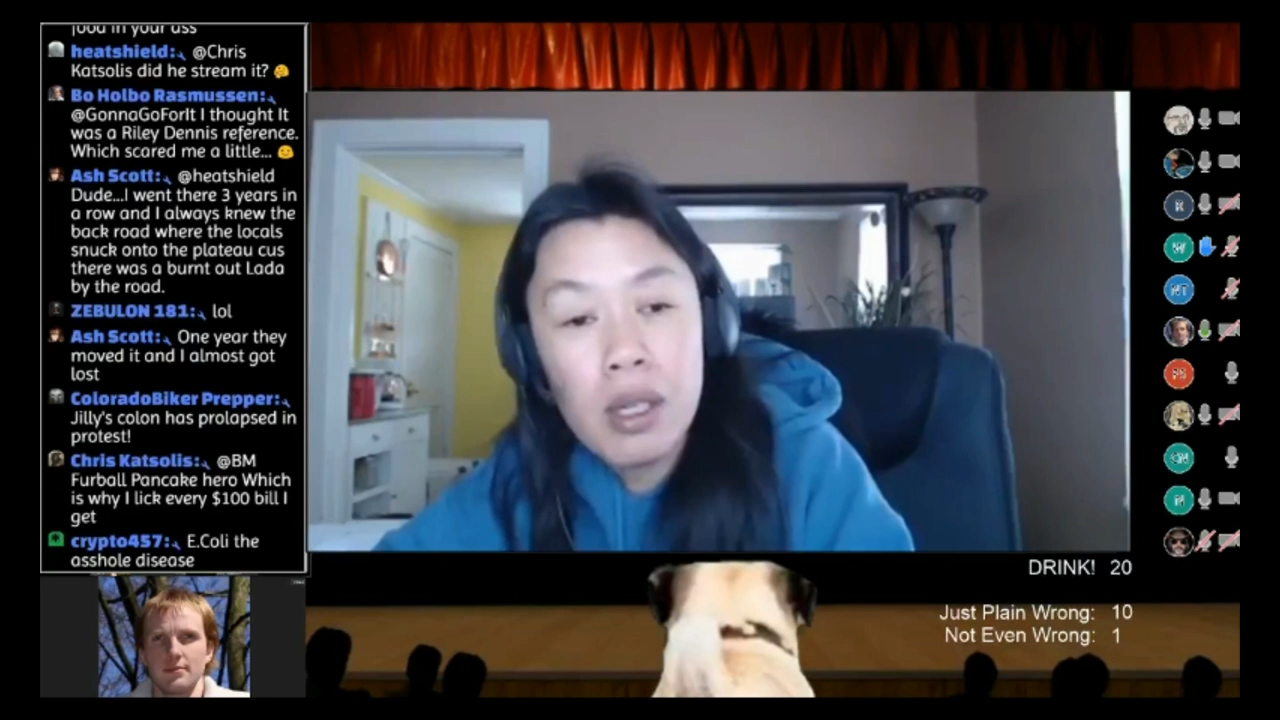 food in your ass
heatshield: @Chris
Katsolis did he stream it?
Bo Holbo Rasmussen:
@GonnaGoForIt I thought It
was a Riley Dennis reference.
Which scared me a little...
Ash Scott: @heatshield
Dude...I went there 3 years in
a row and I always knew the
back road where the locals
snuck onto the plateau cus
there was a burnt out Lada
by the road.
ZEBULON 181: lol
Ash Scott: One year they
moved it and I almost got
lost
ColoradoBiker Prepper:
Jilly's colon has prolapsed in
protest!
Chris Katsolis: @BM
Furball Pancake hero Which
is why I lick every $100 bill I
get
crypto457: E.Coli the
asshole disease
DRINK! 20
Just Plain Wrong: 10
Not Even Wrong: 1